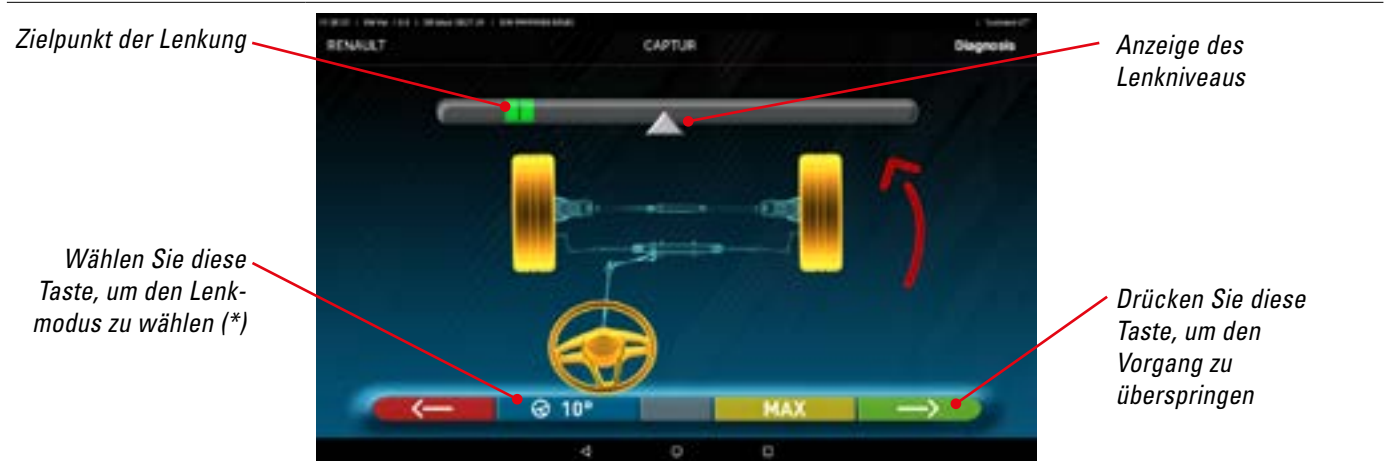 Zielpunkt der Lenkung
Anzeige des
Lenkniveaus
RENAULT
CAPTUR
Diagnosis
Wählen Sie diese
Taste, um den Lenk-
modus zu wählen (*)
Drücken Sie diese
Taste, um den
Vorgang zu
überspringen
10°
MAX